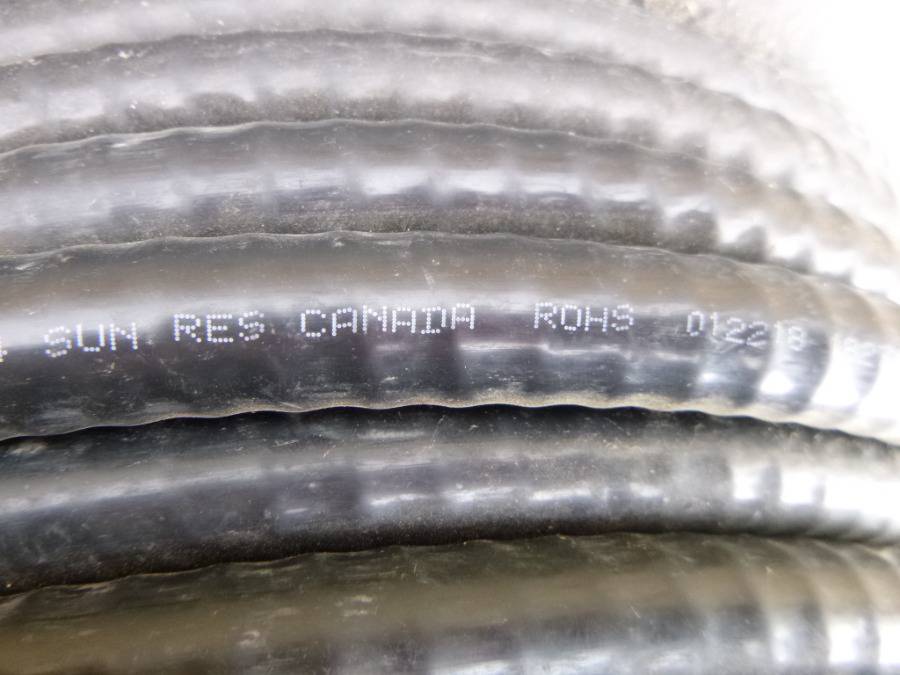 SUN RES CANADA ROHS 012218